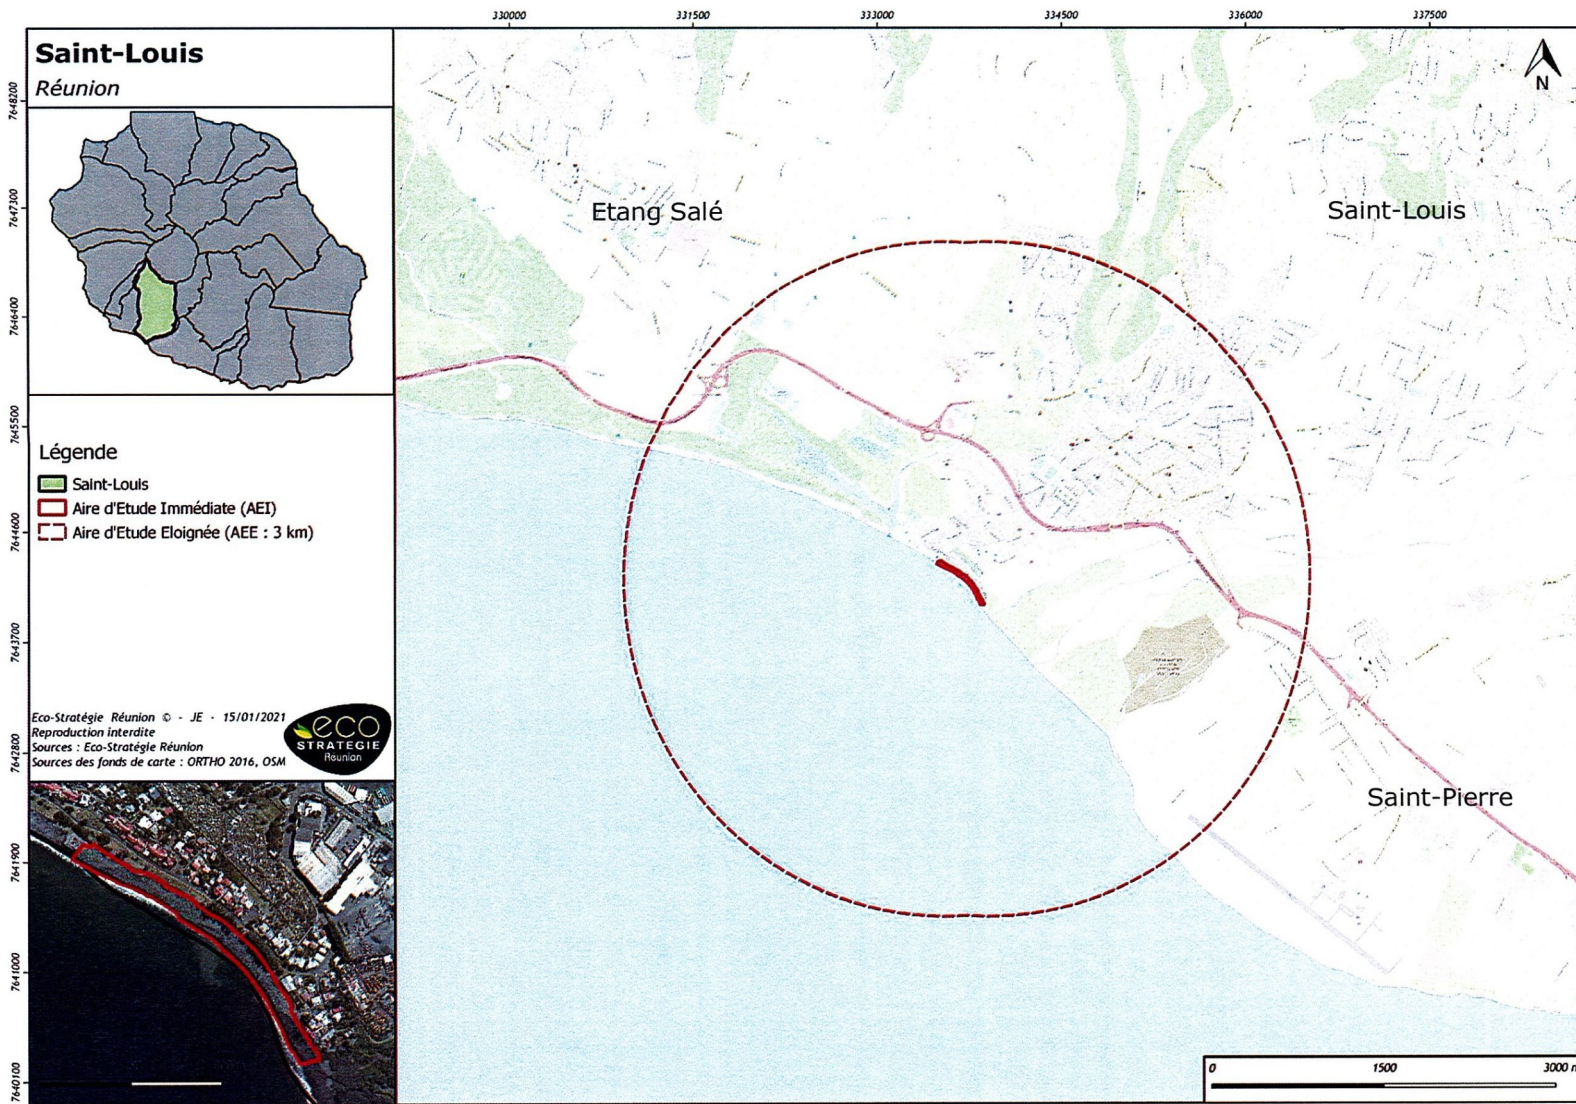 330000
331500
333000
334500
336000
337500
Saint-Louis
Réunion
N
7648200
7647300
7646400
7645500
7644600
7643700
7642800
7641900
7641000
7640100
Etang Salé
Saint-Louis
Saint-Pierre
Légende
Saint-Louis
Aire d'Etude Immédiate (AEI)
Aire d'Etude Eloignée (AEE : 3 km)
Eco-Stratégie Réunion © - JE - 15/01/2021
Reproduction interdite
Sources : Eco-Stratégie Réunion
Sources des fonds de carte : ORTHO 2016, OSM
eco
STRATEGIE
Réunion
0
1500
3000 m